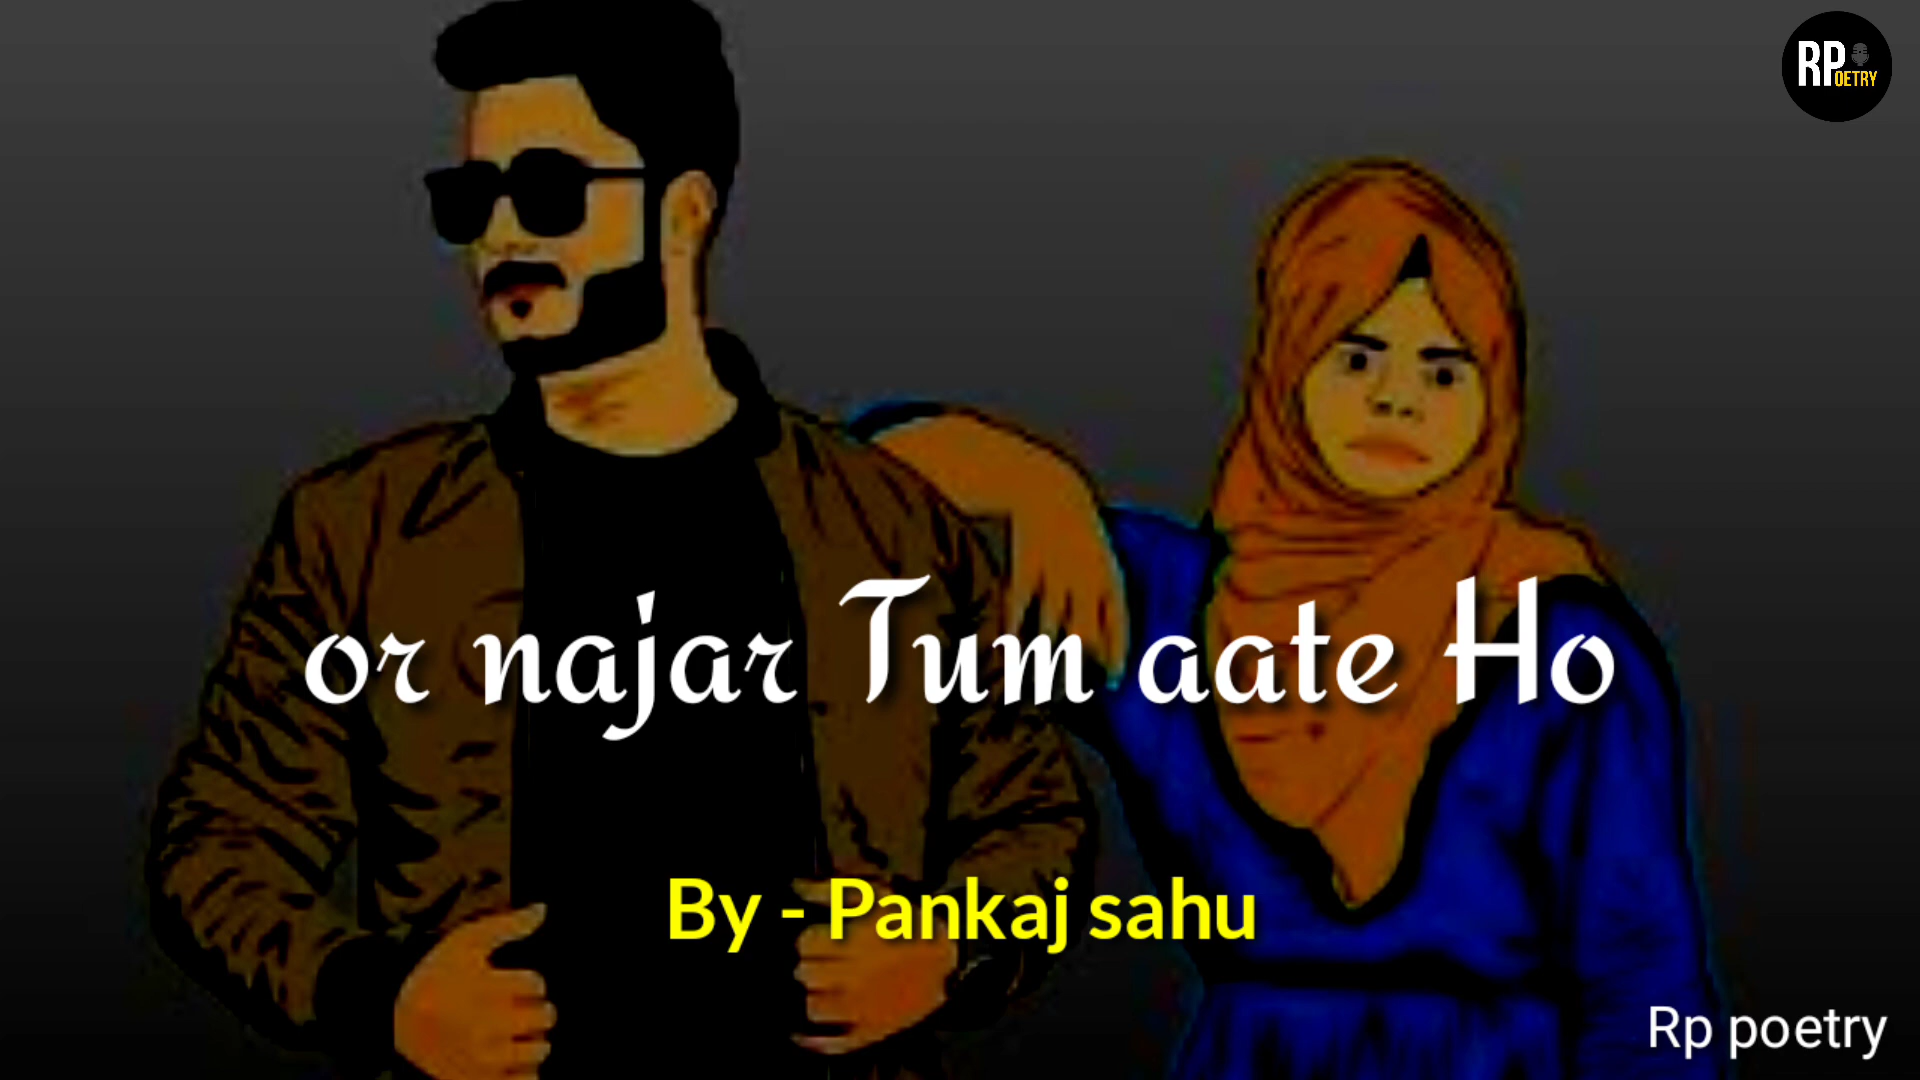 RP
OETRY
or najar Tum aate Ho
By - Pankaj sahu
Rp poetry